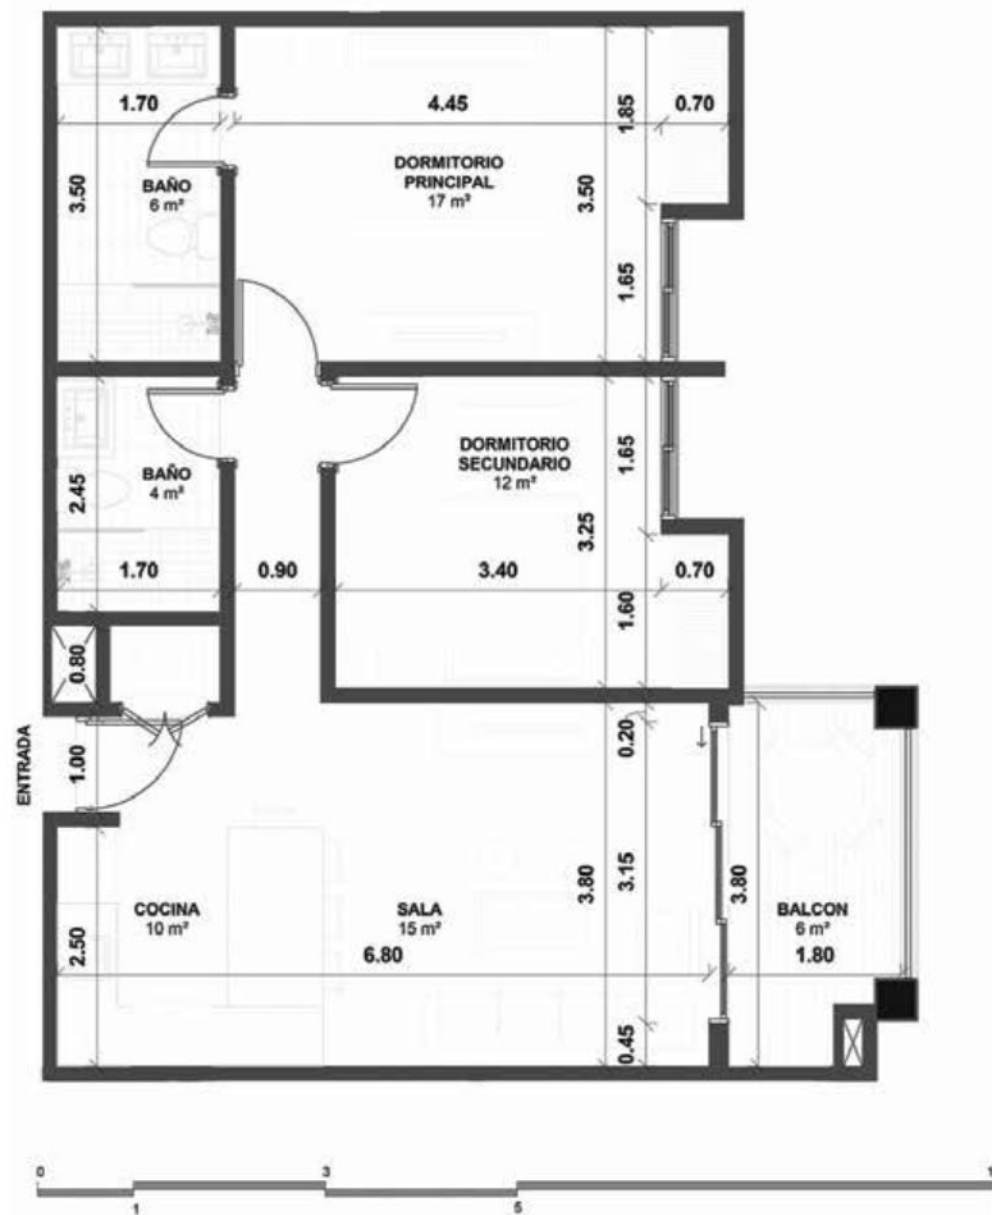 1.70
4.45
1.85
0.70
DORMITORIO
PRINCIPAL
17 m²
BAÑO
6 m²
3.50
3.50
1.65
DORMITORIO
SECUNDARIO
12 m²
1.65
BAÑO
4 m²
2.45
3.25
1.70
0.90
3.40
0.70
1.60
0.80
ENTRADA
1.00
0.20
3.80
3.15
3.80
COCINA
10 m²
SALA
15 m²
BALCON
6 m²
2.50
6.80
1.80
0.45
0
3
1
5